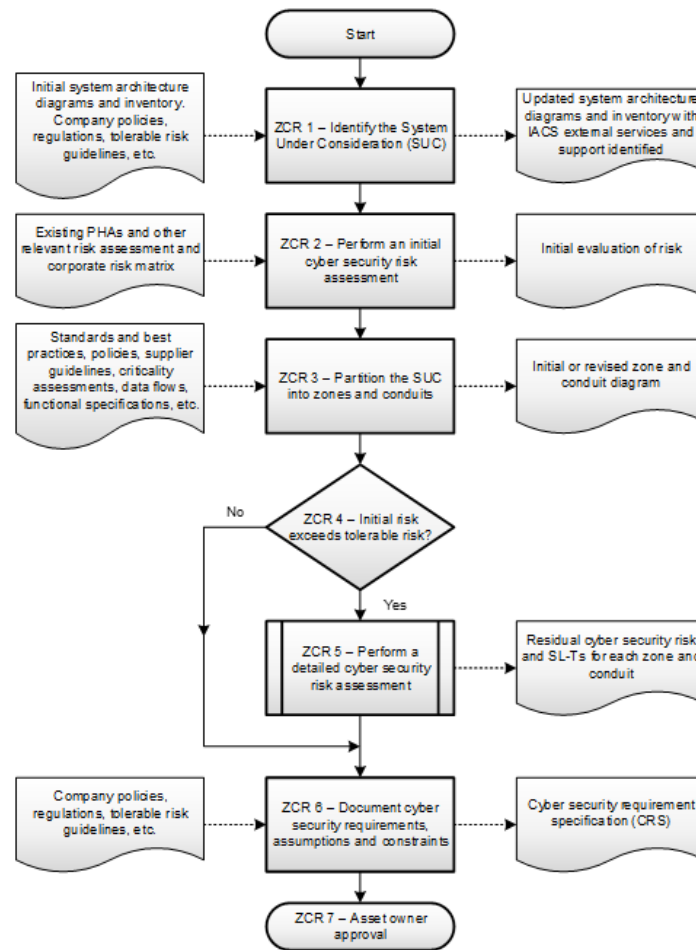 Start
Initial system architecture
diagrams and inventory.
Company policies,
regulations, tolerable risk
guidelines, etc.
ZCR 1 – Identify the System
Under Consideration (SUC)
Updated system architecture
diagrams and inventory with
IACS external services and
support identified
Existing PHAs and other
relevant risk assessment and
corporate risk matrix
ZCR 2 – Perform an initial
cyber security risk
assessment
Initial evaluation of risk
Standards and best
practices, policies, supplier
guidelines, criticality
assessments, data flows,
functional specifications, etc.
ZCR 3 – Partition the SUC
into zones and conduits
Initial or revised zone and
conduit diagram
ZCR 4 – Initial risk
exceeds tolerable risk?
No
Yes
ZCR 5 – Perform a
detailed cyber security
risk assessment
Residual cyber security risk
and SL-Ts for each zone and
conduit
Company policies,
regulations, tolerable risk
guidelines, etc.
ZCR 6 – Document cyber
security requirements,
assumptions and constraints
Cyber security requirement
specification (CRS)
ZCR 7 – Asset owner
approval